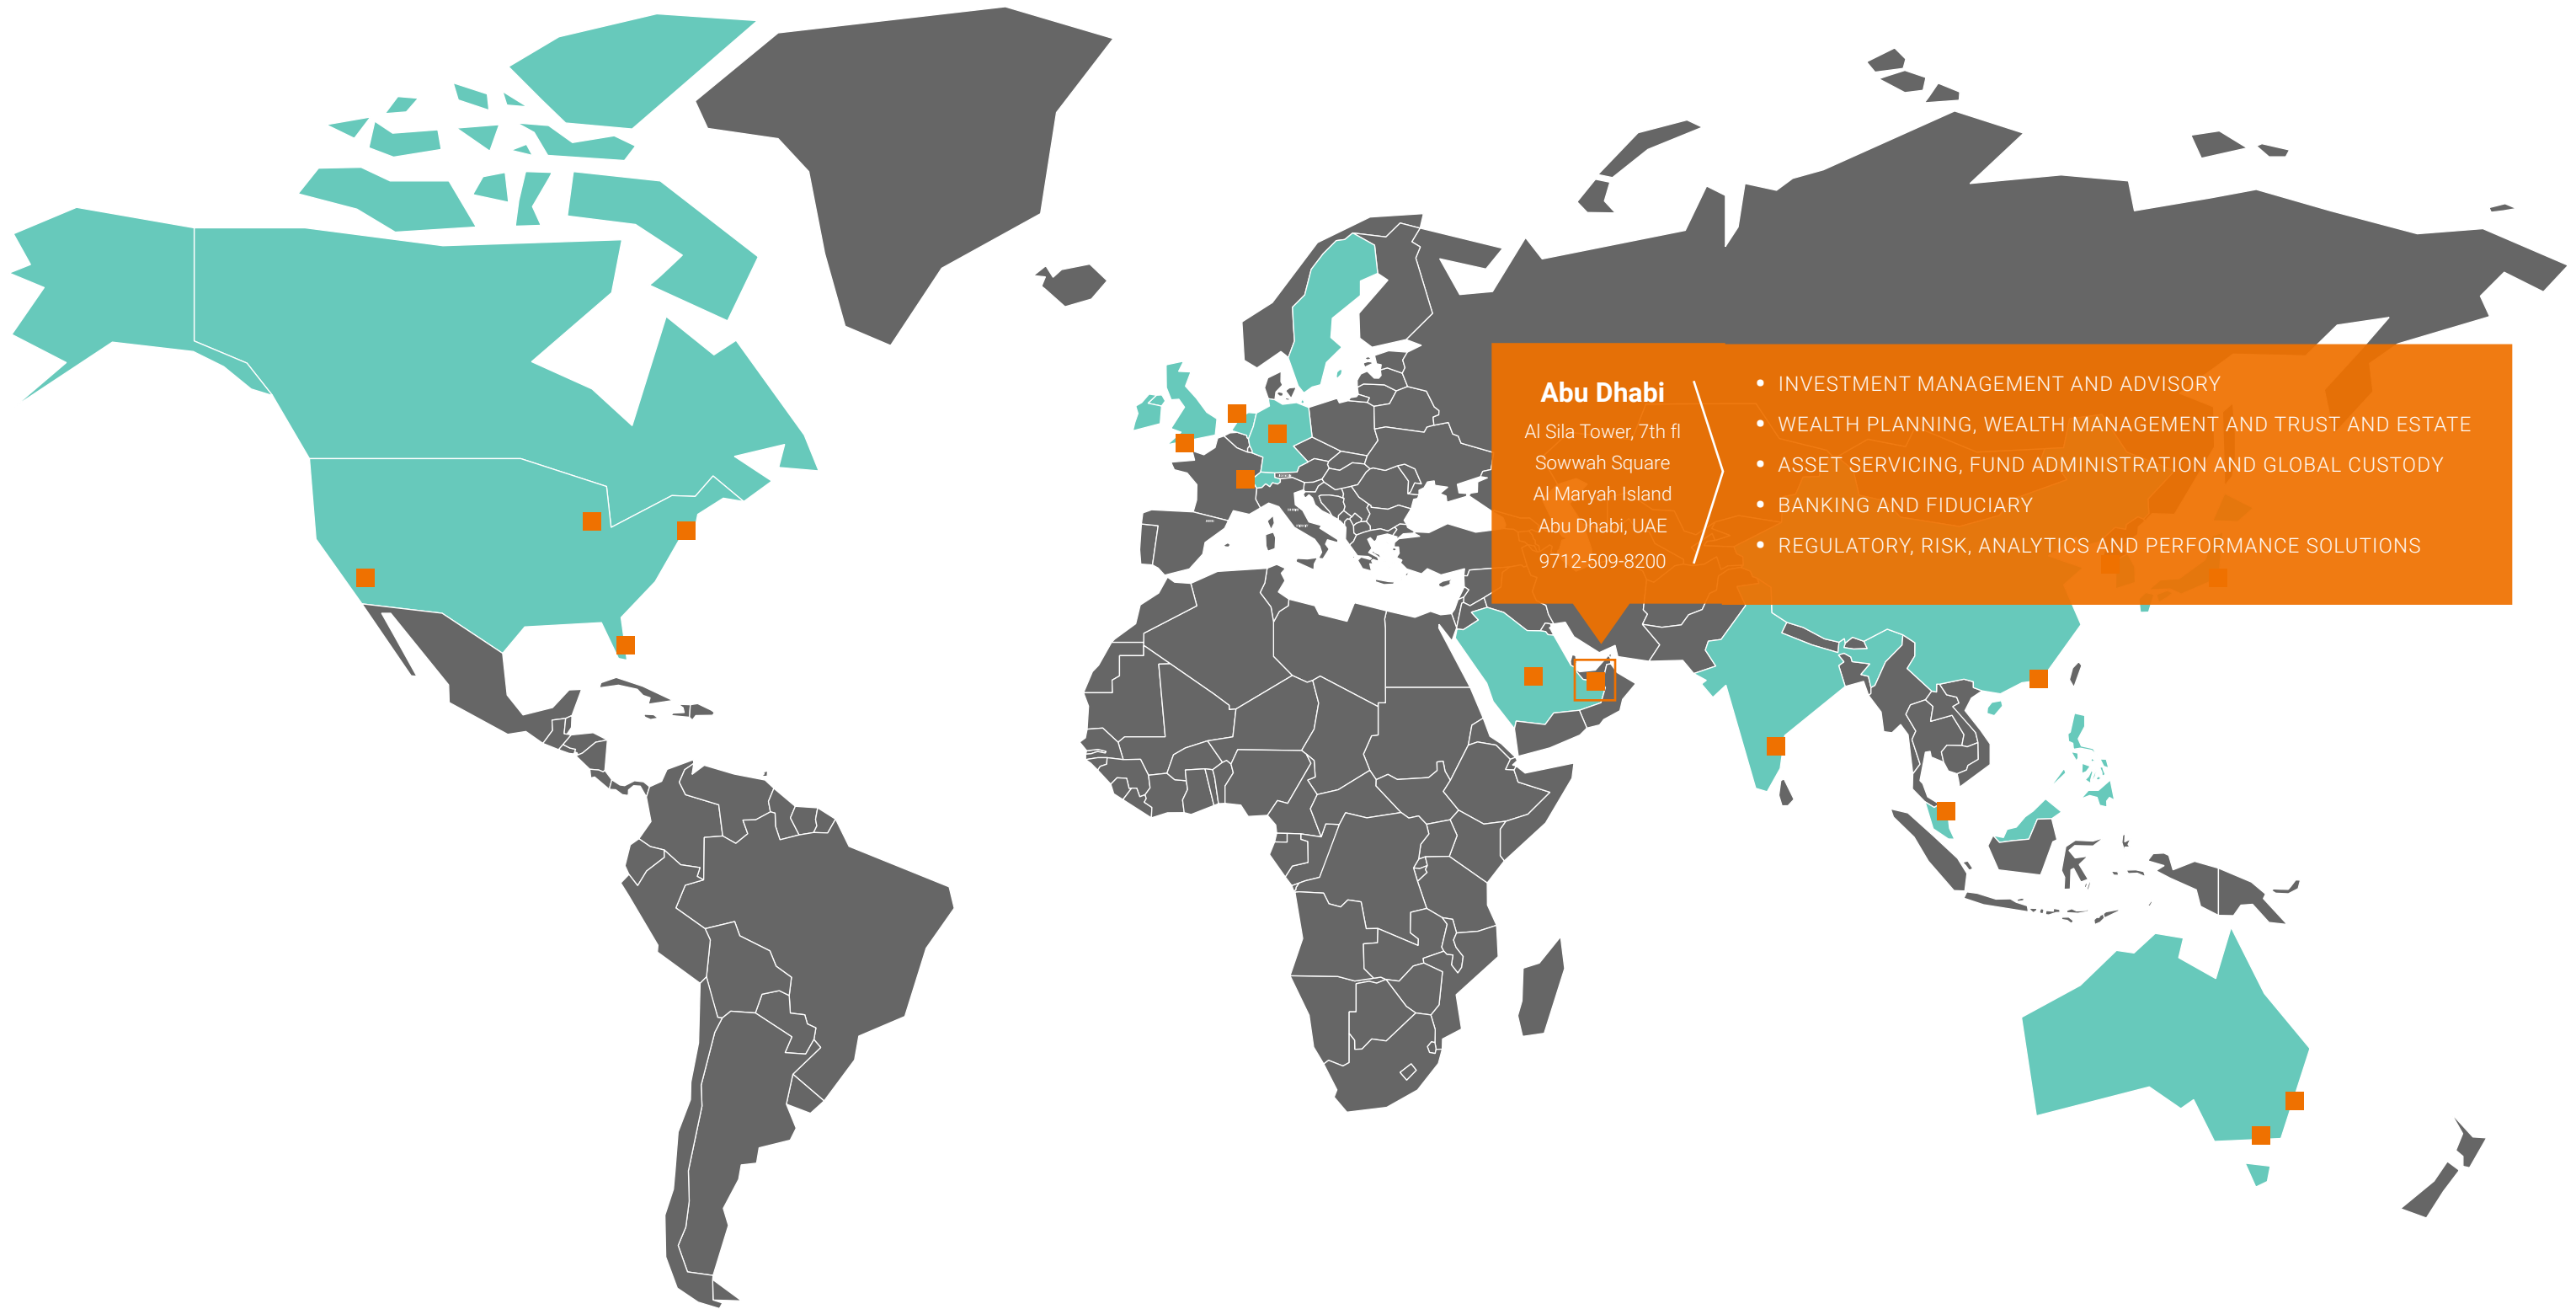 Abu Dhabi
Al Sila Tower, 7th fl
Sowwah Square
Al Maryah Island
Abu Dhabi, UAE
9712-509-8200
• INVESTMENT MANAGEMENT AND ADVISORY
• WEALTH PLANNING, WEALTH MANAGEMENT AND TRUST AND ESTATE
• ASSET SERVICING, FUND ADMINISTRATION AND GLOBAL CUSTODY
• BANKING AND FIDUCIARY
• REGULATORY, RISK, ANALYTICS AND PERFORMANCE SOLUTIONS